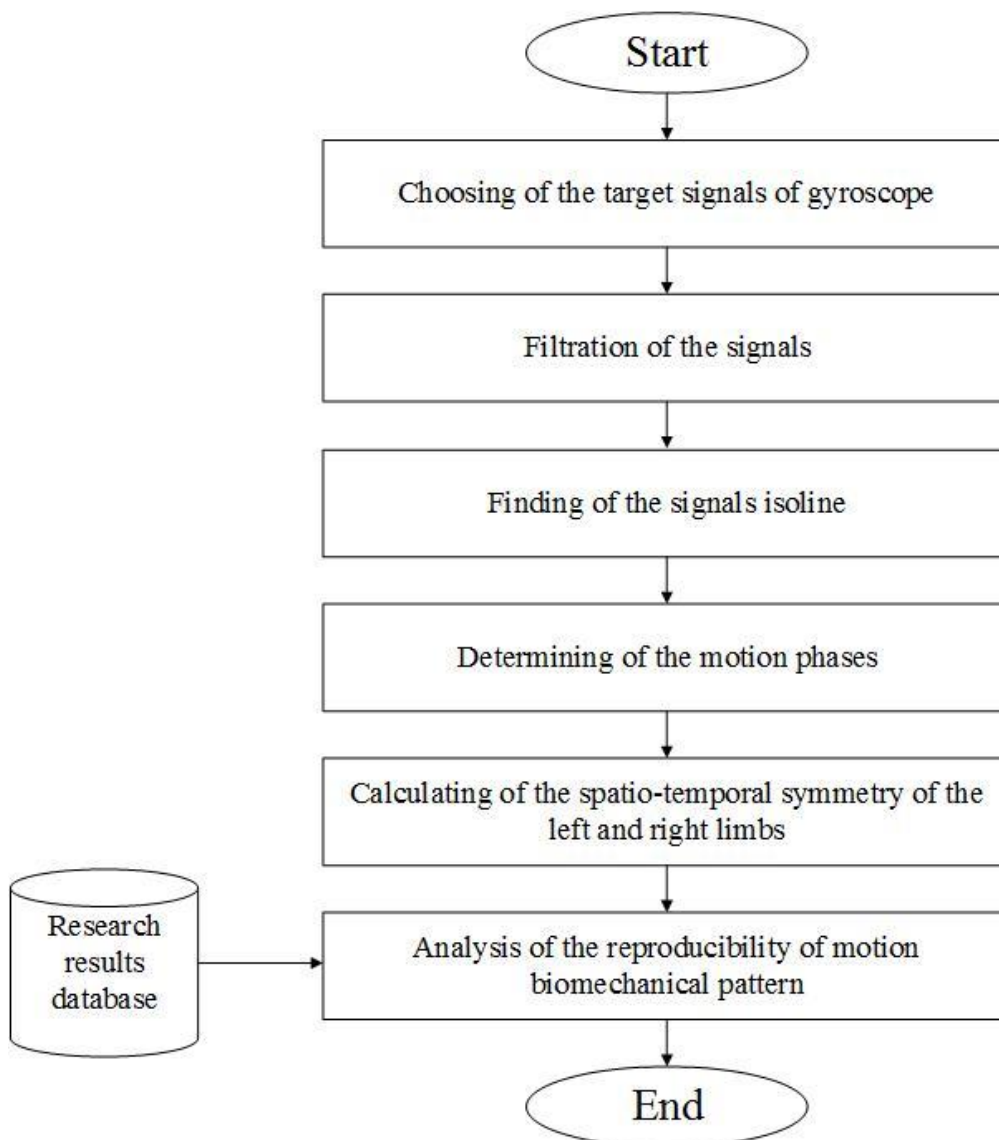 Start
Choosing of the target signals of gyroscope
Filtration of the signals
Finding of the signals isoline
Determining of the motion phases
Calculating of the spatio-temporal symmetry of the
left and right limbs
Research
results
database
Analysis of the reproducibility of motion
biomechanical pattern
End